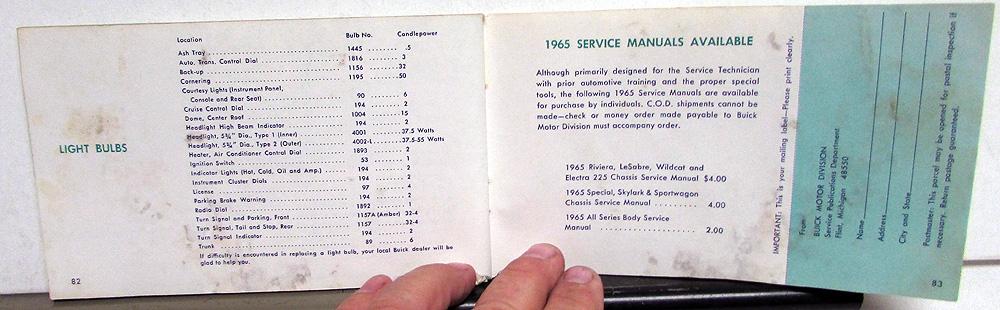 LIGHT BULBS
Location Bulb No. Candlepower
Ash Tray 1445 .5
Auto. Trans. Control Dial 1816 3
Back-up 1156 32
Cornering 1195 50
Courtesy Lights (Instrument Panel,
Console and Rear Seat) 90 6
Cruise Control Dial 194 2
Dome, Center Roof 1004 15
Headlight High Beam Indicator 194 2
Headlight, 5¾" Dia., Type 1 (Inner) 4001 37.5 Watts
Headlight, 5¾" Dia., Type 2 (Outer) 4002-L 37.5-55 Watts
Heater, Air Conditioner Control Dial 1893 2
Ignition Switch 53 1
Indicator Lights (Hot, Cold, Oil and Amp.) 194 2
Instrument Cluster Dials 194 2
License 97 4
Parking Brake Warning 194 2
Radio Dial 1892 1
Turn Signal and Parking, Front 1157A (Amber) 32-4
Turn Signal, Tail and Stop, Rear 1157 32-4
Turn Signal Indicator 194 2
Trunk 89 6
If difficulty is encountered in replacing a light bulb, your local Buick dealer will be
glad to help you.
82
1965 SERVICE MANUALS AVAILABLE
Although primarily designed for the Service Technician
with prior automotive training and the proper special
tools, the following 1965 Service Manuals are available
for purchase by individuals. C.O.D. shipments cannot be
made—check or money order made payable to Buick
Motor Division must accompany order.
1965 Riviera, LeSabre, Wildcat and
Electra 225 Chassis Service Manual $4.00
1965 Special, Skylark & Sportwagon
Chassis Service Manual .......... 4.00
1965 All Series Body Service
Manual .................... 2.00
IMPORTANT: This is your mailing label—Please print clearly.
From
BUICK MOTOR DIVISION
Service Publications Department
Flint, Michigan 48550
Name
Address
City and State
Postmaster: This parcel may be opened for postal inspection if
necessary. Return postage guaranteed.
83